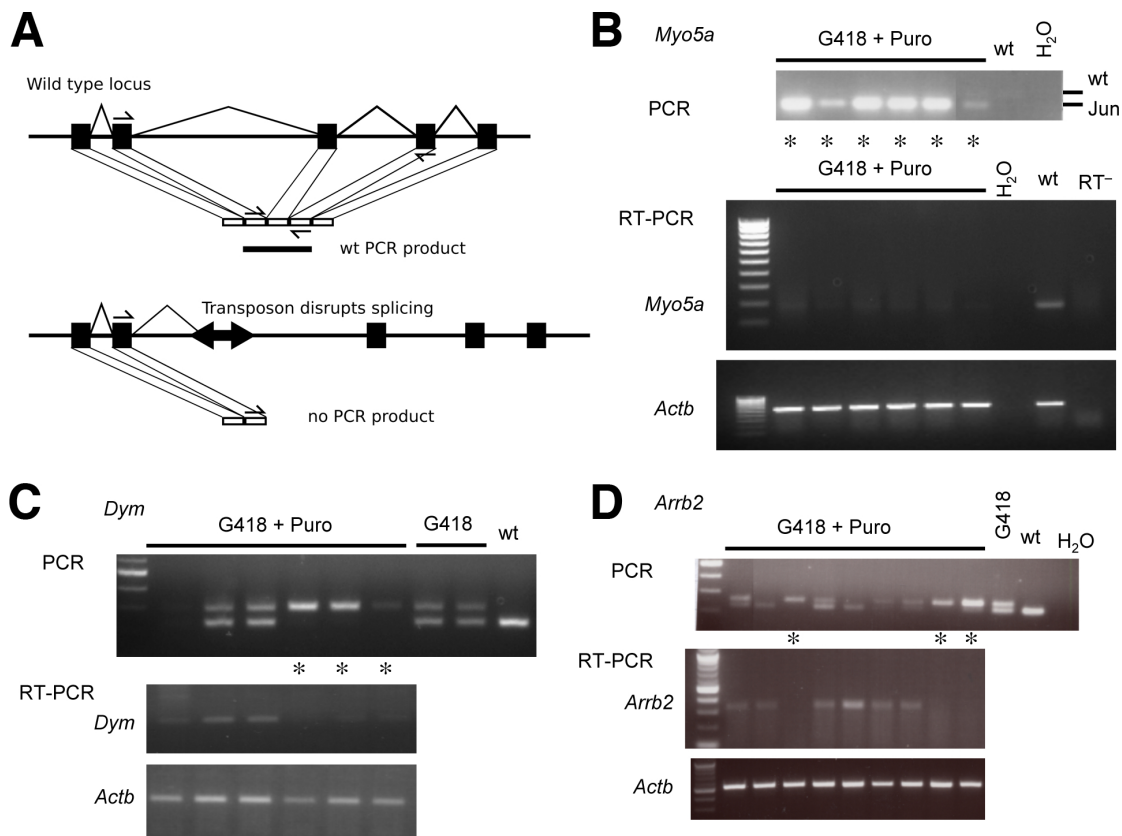 A
Wild type locus
wt PCR product
Transposon disrupts splicing
no PCR product
B
Myo5a
G418 + Puro
wt
H₂O
PCR
wt
Jun
* * * * * *
G418 + Puro
H₂O
wt
RT⁻
RT-PCR
Myo5a
Actb
C
Dym
G418 + Puro
G418
wt
PCR
* * *
RT-PCR
Dym
Actb
D
Arrb2
G418 + Puro
G418
wt
H₂O
PCR
* * *
RT-PCR
Arrb2
Actb